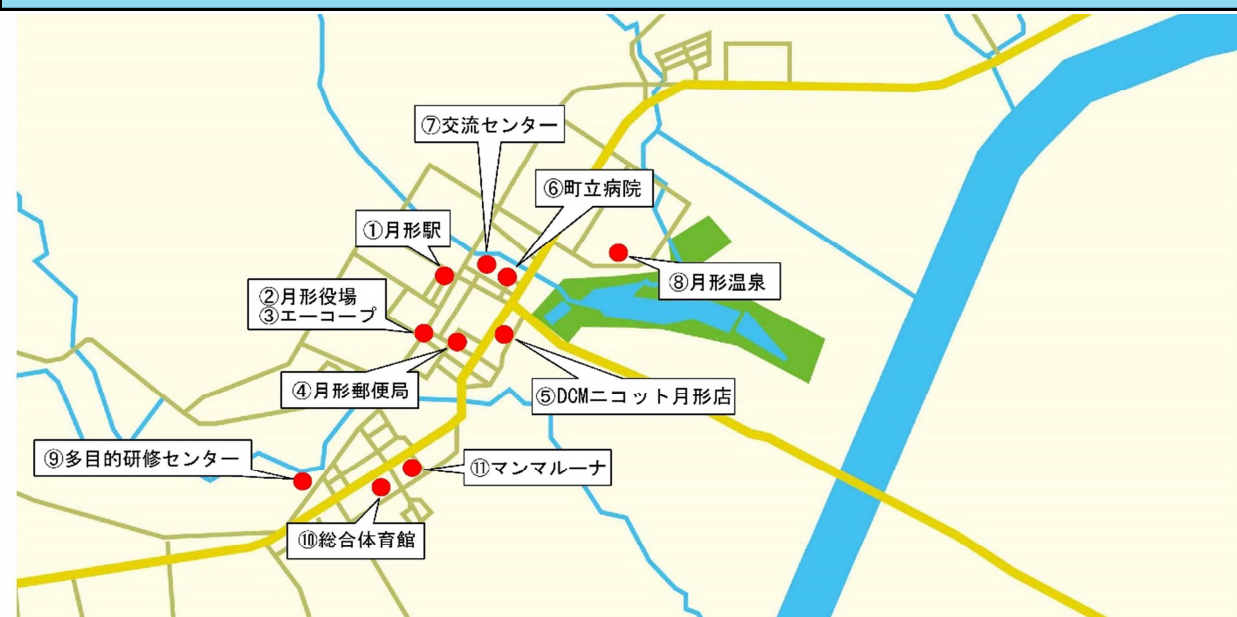 ⑦交流センター
⑥町立病院
①月形駅
⑧月形温泉
②月形役場
③エーコープ
④月形郵便局
⑤DCMニコット月形店
⑨多目的研修センター
⑪マンマルーナ
⑩総合体育館